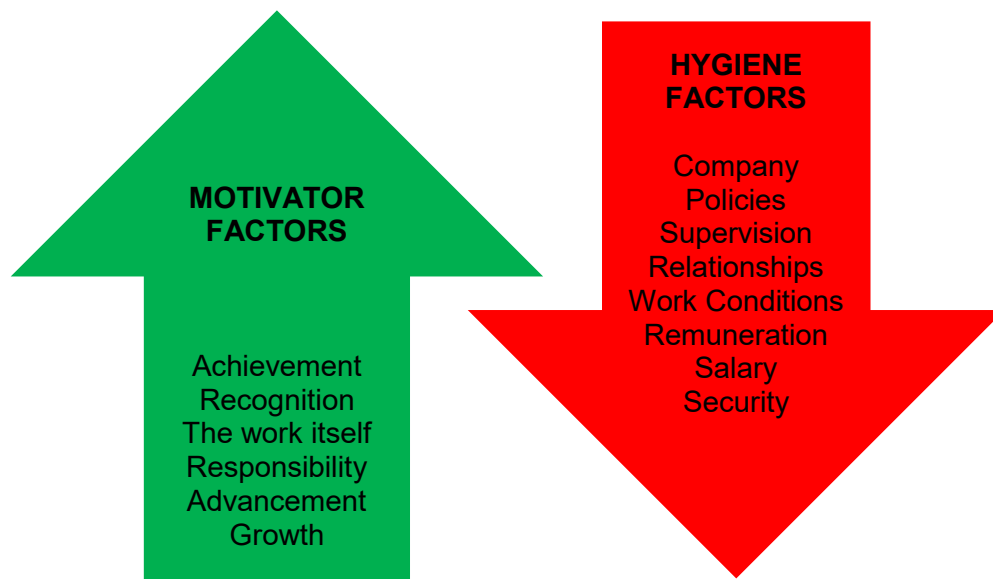 MOTIVATOR
FACTORS
Achievement
Recognition
The work itself
Responsibility
Advancement
Growth
HYGIENE
FACTORS
Company
Policies
Supervision
Relationships
Work Conditions
Remuneration
Salary
Security